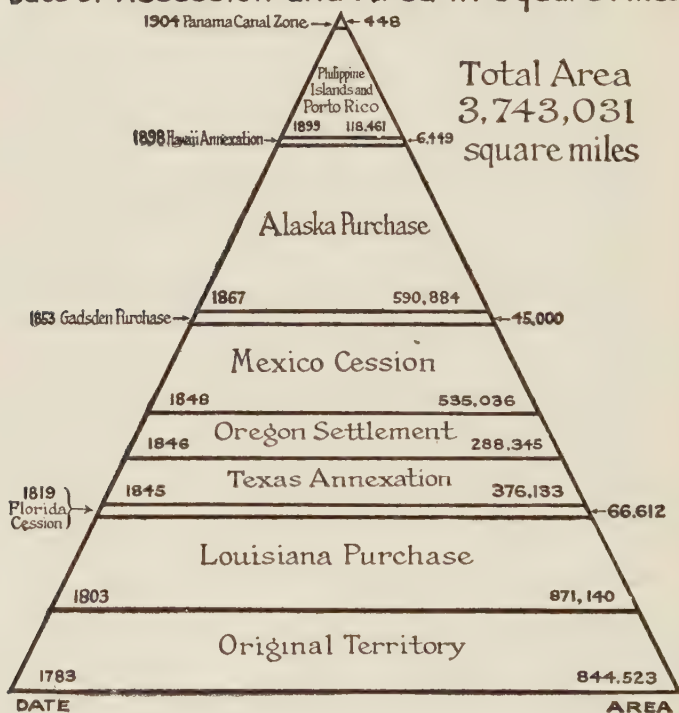 1904 Panama Canal Zone
448
Philippine
Islands and
Porto Rico
1899 118,461
1898 Hawaii Annexation
6,449
Total Area
3,743,031
square miles
Alaska Purchase
1867 590,884
1853 Gadsden Purchase
45,000
Mexico Cession
1848 535,036
Oregon Settlement
1846 288,345
Texas Annexation
1845 376,133
1819
Florida
Cession
66,612
Louisiana Purchase
1803 871,140
Original Territory
1783 844,523
DATE AREA